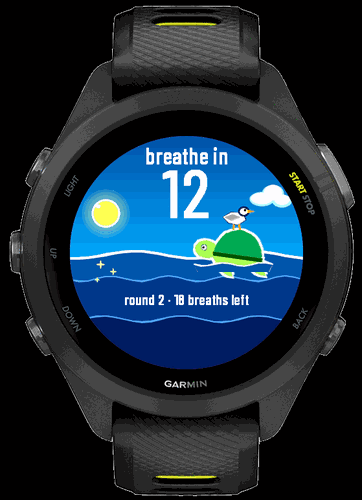 breathe in
12
LIGHT
START STOP
UP
round 2 · 18 breaths left
DOWN
BACK
GARMIN